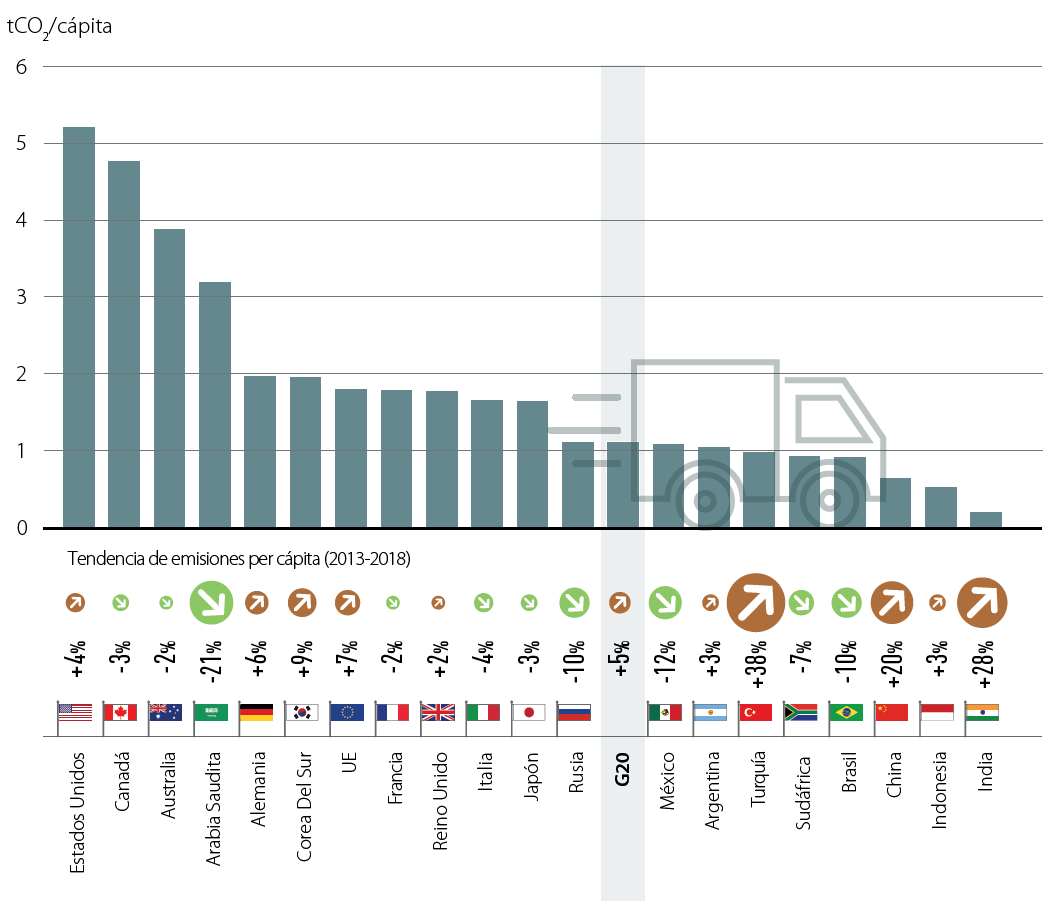 tCO2/cápita
6
5
4
3
2
1
0
Tendencia de emisiones per cápita (2013-2018)
+4%
-3%
-2%
-21%
+6%
+9%
+7%
-2%
+2%
-4%
-3%
-10%
+5%
-12%
+3%
+38%
-7%
-10%
+20%
+3%
+28%
Estados Unidos
Canadá
Australia
Arabia Saudita
Alemania
Corea Del Sur
UE
Francia
Reino Unido
Italia
Japón
Rusia
G20
México
Argentina
Turquía
Sudáfrica
Brasil
China
Indonesia
India